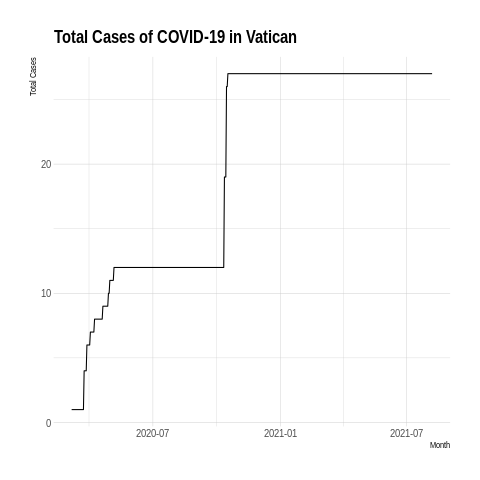 Total Cases of COVID-19 in Vatican
Total Cases
20
10
0
2020-07
2021-01
2021-07
Month